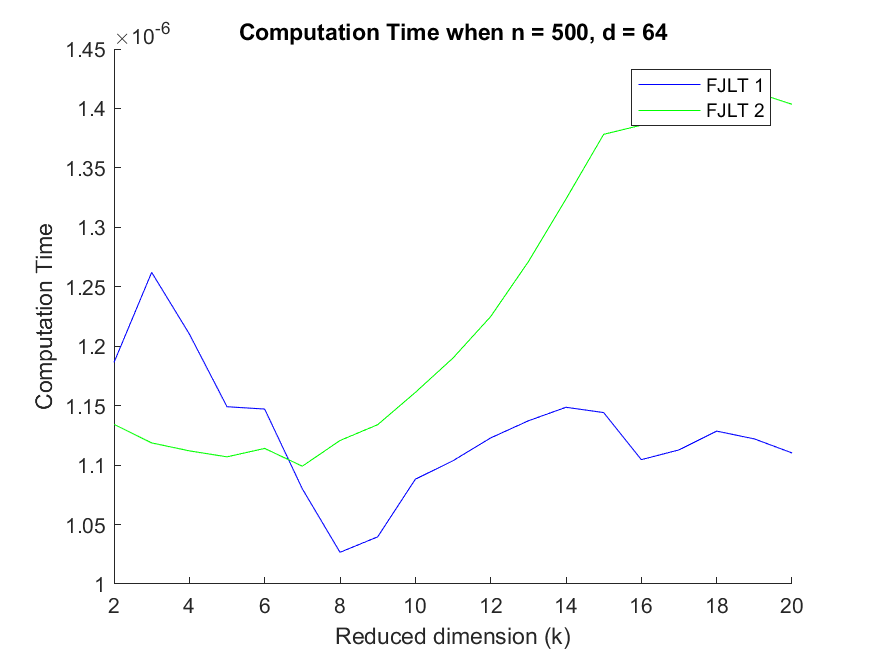 Computation Time when n = 500, d = 64
×10-6
1.45
1.4
1.35
1.3
1.25
1.2
1.15
1.1
1.05
1
Computation Time
FJLT 1
FJLT 2
2 4 6 8 10 12 14 16 18 20
Reduced dimension (k)